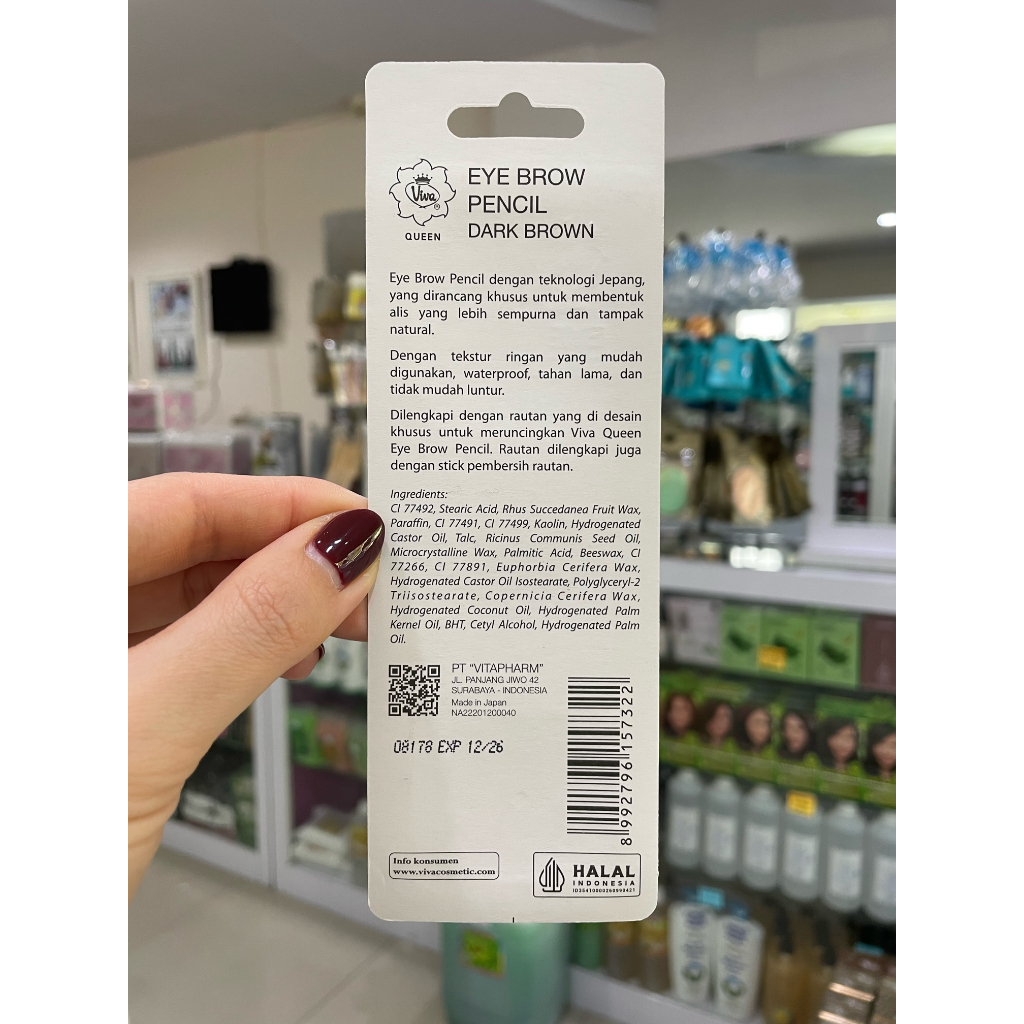 Viva
QUEEN
EYE BROW
PENCIL
DARK BROWN
Eye Brow Pencil dengan teknologi Jepang,
yang dirancang khusus untuk membentuk
alis yang lebih sempurna dan tampak
natural.
Dengan tekstur ringan yang mudah
digunakan, waterproof, tahan lama, dan
tidak mudah luntur.
Dilengkapi dengan rautan yang di desain
khusus untuk meruncingkan Viva Queen
Eye Brow Pencil. Rautan dilengkapi juga
dengan stick pembersih rautan.
Ingredients:
CI 77492, Stearic Acid, Rhus Succedanea Fruit Wax,
Paraffin, CI 77491, CI 77499, Kaolin, Hydrogenated
Castor Oil, Talc, Ricinus Communis Seed Oil,
Microcrystalline Wax, Palmitic Acid, Beeswax, CI
77266, CI 77891, Euphorbia Cerifera Wax,
Hydrogenated Castor Oil Isostearate, Polyglyceryl-2
Triisostearate, Copernicia Cerifera Wax,
Hydrogenated Coconut Oil, Hydrogenated Palm
Kernel Oil, BHT, Cetyl Alcohol, Hydrogenated Palm
Oil.
PT "VITAPHARM"
JL. PANJANG JIWO 42
SURABAYA - INDONESIA
Made in Japan
NA22201200040
08178 EXP 12/26
8992796157322
Info konsumen
www.vivacosmetic.com
HALAL
INDONESIA